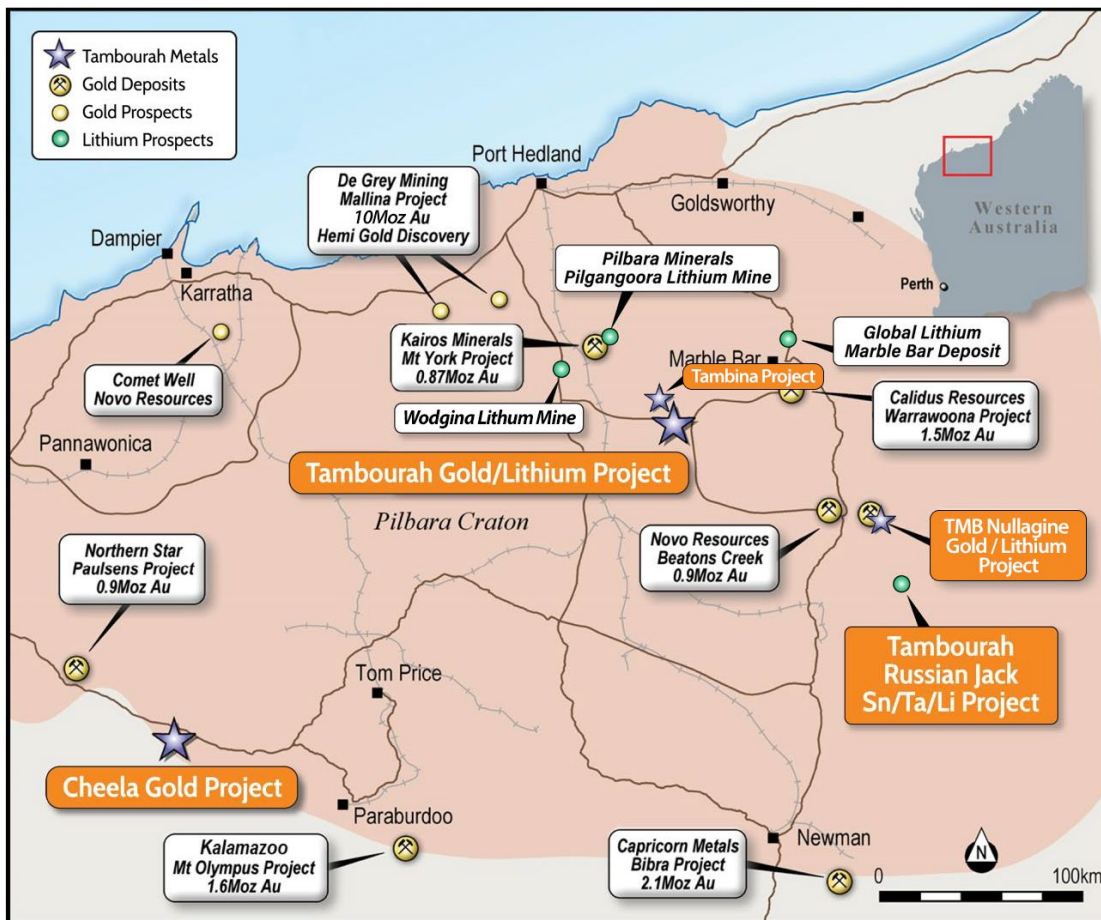 Tambourah Metals
Gold Deposits
Gold Prospects
Lithium Prospects
Port Hedland
De Grey Mining
Mallina Project
10Moz Au
Hemi Gold Discovery
Goldsworthy
Western
Australia
Perth
Dampier
Karratha
Pilbara Minerals
Pilgangoora Lithium Mine
Kairos Minerals
Mt York Project
0.87Moz Au
Global Lithium
Marble Bar Deposit
Marble Bar
Tambina Project
Comet Well
Novo Resources
Wodgina Lithum Mine
Calidus Resources
Warrawoona Project
1.5Moz Au
Pannawonica
Tambourah Gold/Lithium Project
Pilbara Craton
Northern Star
Paulsens Project
0.9Moz Au
Novo Resources
Beatons Creek
0.9Moz Au
TMB Nullagine
Gold / Lithium
Project
Tambourah
Russian Jack
Sn/Ta/Li Project
Tom Price
Cheela Gold Project
Paraburdoo
Kalamazoo
Mt Olympus Project
1.6Moz Au
Capricorn Metals
Bibra Project
2.1Moz Au
Newman
N
0 100km